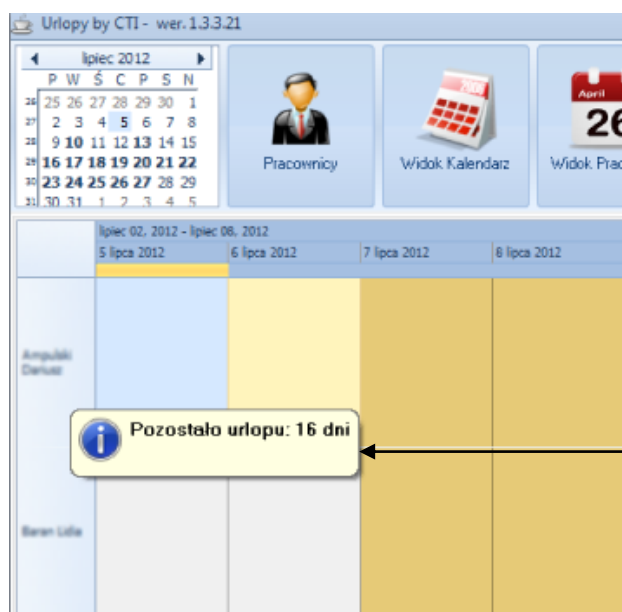 Urlopy by CTI - wer. 1.3.3.21
lipiec 2012
P W Ś C P S N
26 25 26 27 28 29 30 1
27 2 3 4 5 6 7 8
28 9 10 11 12 13 14 15
29 16 17 18 19 20 21 22
30 23 24 25 26 27 28 29
31 30 31 1 2 3 4 5
Pracownicy
Widok Kalendarz
April
26
Widok Prac
lipiec 02, 2012 - lipiec 08, 2012
5 lipca 2012 6 lipca 2012 7 lipca 2012 8 lipca 2012
Ampulski
Dariusz
Pozostało urlopu: 16 dni
Baran Lidia